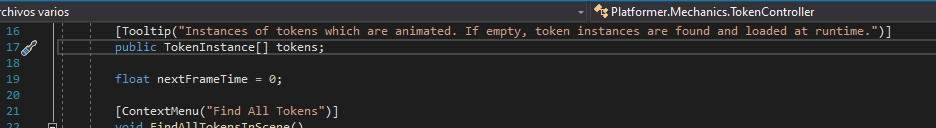 rchivos varios
Platformer.Mechanics.TokenController
16 [Tooltip("Instances of tokens which are animated. If empty, token instances are found and loaded at runtime.")]
17 public TokenInstance[] tokens;
18
19 float nextFrameTime = 0;
20
21 [ContextMenu("Find All Tokens")]
22 void FindAllTokensInScene()